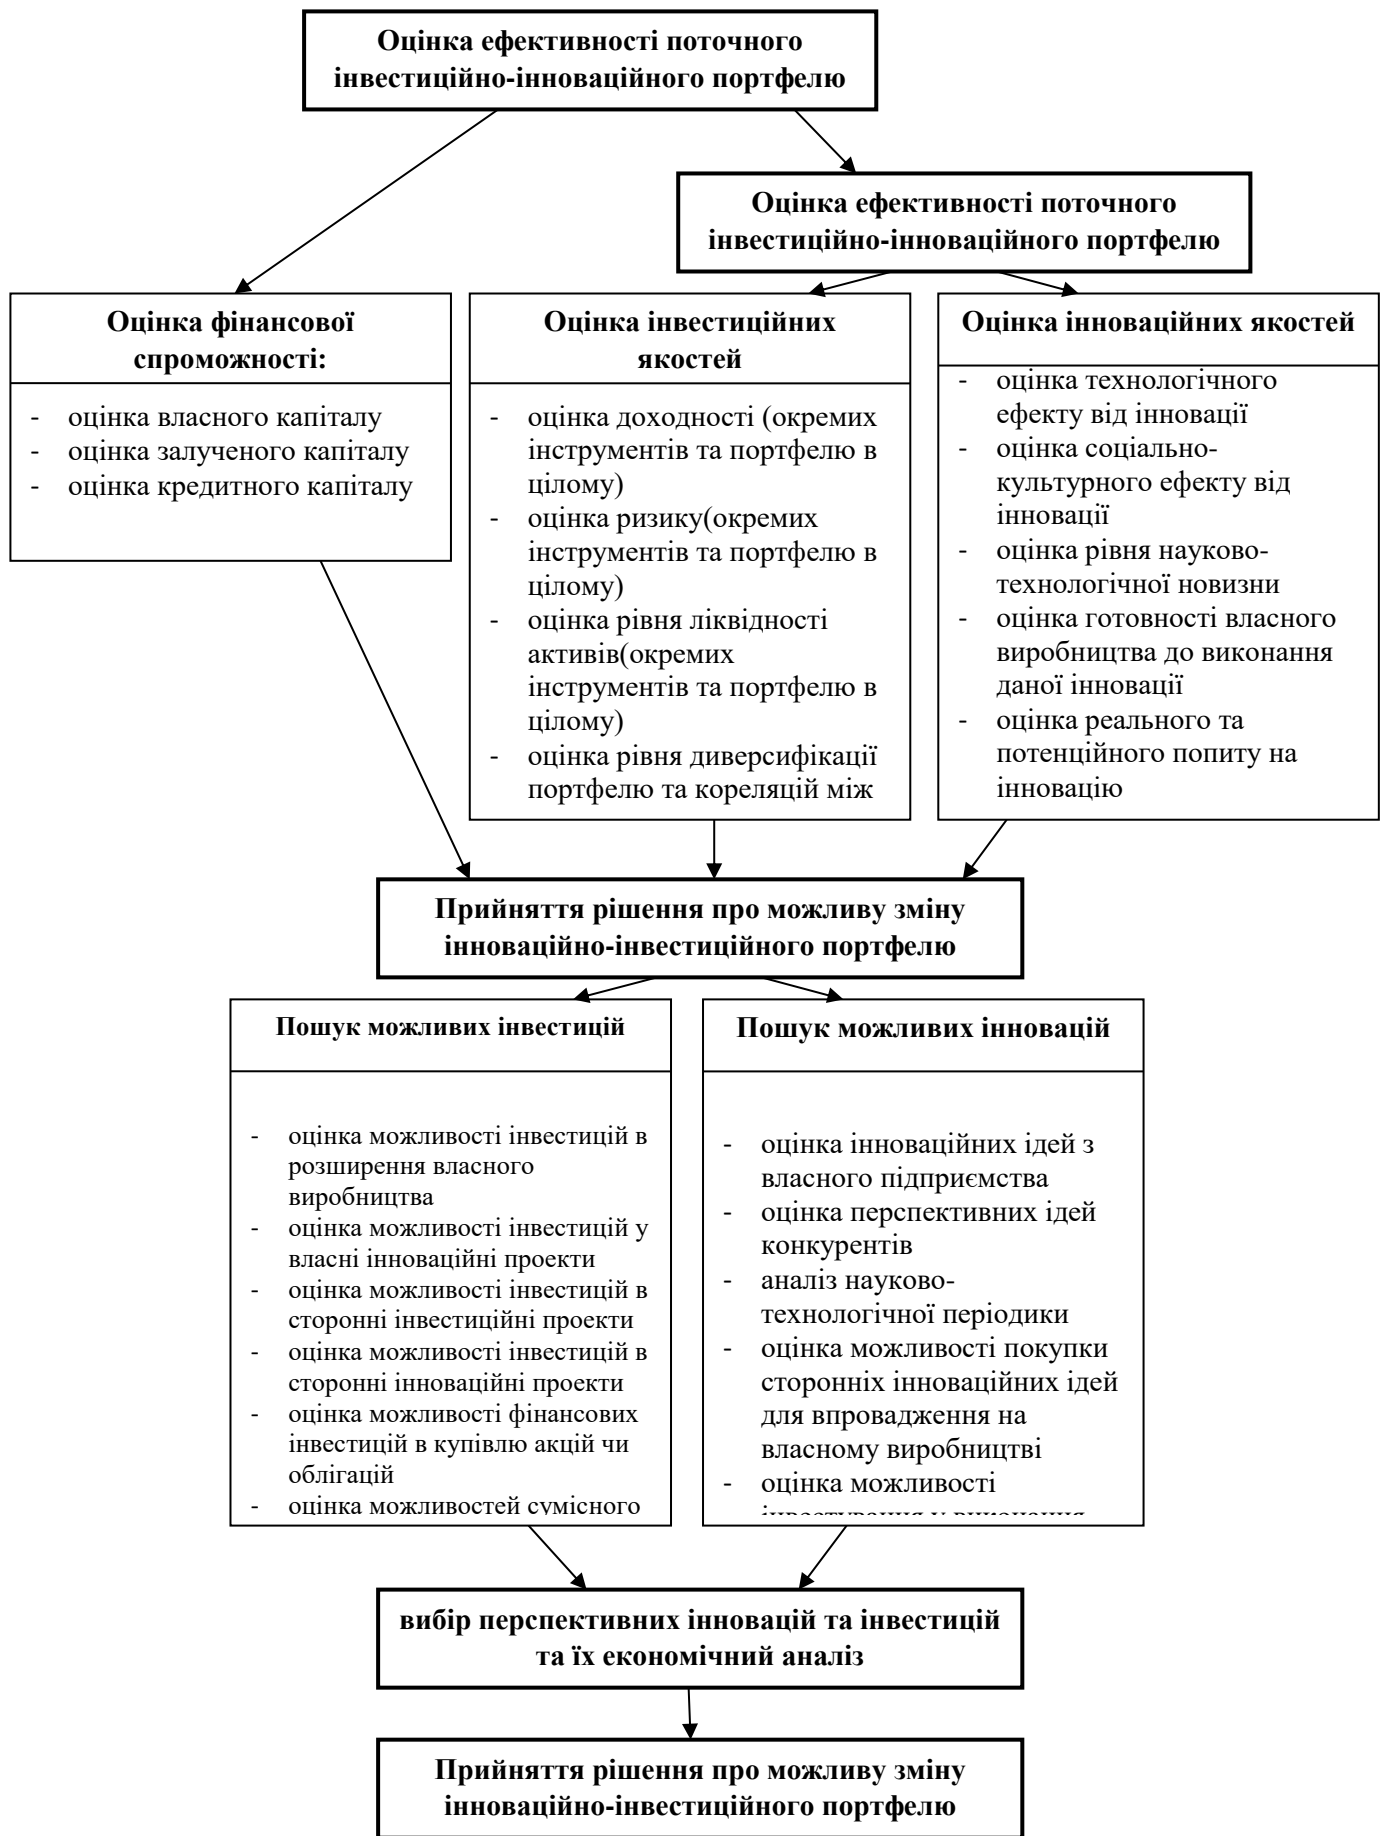 Оцінка ефективності поточного
інвестиційно-інноваційного портфелю
Оцінка ефективності поточного
інвестиційно-інноваційного портфелю
Оцінка фінансової
спроможності:
- оцінка власного капіталу
- оцінка залученого капіталу
- оцінка кредитного капіталу
Оцінка інвестиційних
якостей
- оцінка доходності (окремих
інструментів та портфелю в
цілому)
- оцінка ризику(окремих
інструментів та портфелю в
цілому)
- оцінка рівня ліквідності
активів(окремих
інструментів та портфелю в
цілому)
- оцінка рівня диверсифікації
портфелю та кореляцій між
Оцінка інноваційних якостей
- оцінка технологічного
ефекту від інновації
- оцінка соціально-
культурного ефекту від
інновації
- оцінка рівня науково-
технологічної новизни
- оцінка готовності власного
виробництва до виконання
даної інновації
- оцінка реального та
потенційного попиту на
інновацію
Прийняття рішення про можливу зміну
інноваційно-інвестиційного портфелю
Пошук можливих інвестицій
- оцінка можливості інвестицій в
розширення власного
виробництва
- оцінка можливості інвестицій у
власні інноваційні проекти
- оцінка можливості інвестицій в
сторонні інвестиційні проекти
- оцінка можливості інвестицій в
сторонні інноваційні проекти
- оцінка можливості фінансових
інвестицій в купівлю акцій чи
облігацій
- оцінка можливостей сумісного
Пошук можливих інновацій
- оцінка інноваційних ідей з
власного підприємства
- оцінка перспективних ідей
конкурентів
- аналіз науково-
технологічної періодики
- оцінка можливості покупки
сторонніх інноваційних ідей
для впровадження на
власному виробництві
- оцінка можливості
інвестування у виконання
вибір перспективних інновацій та інвестицій
та їх економічний аналіз
Прийняття рішення про можливу зміну
інноваційно-інвестиційного портфелю